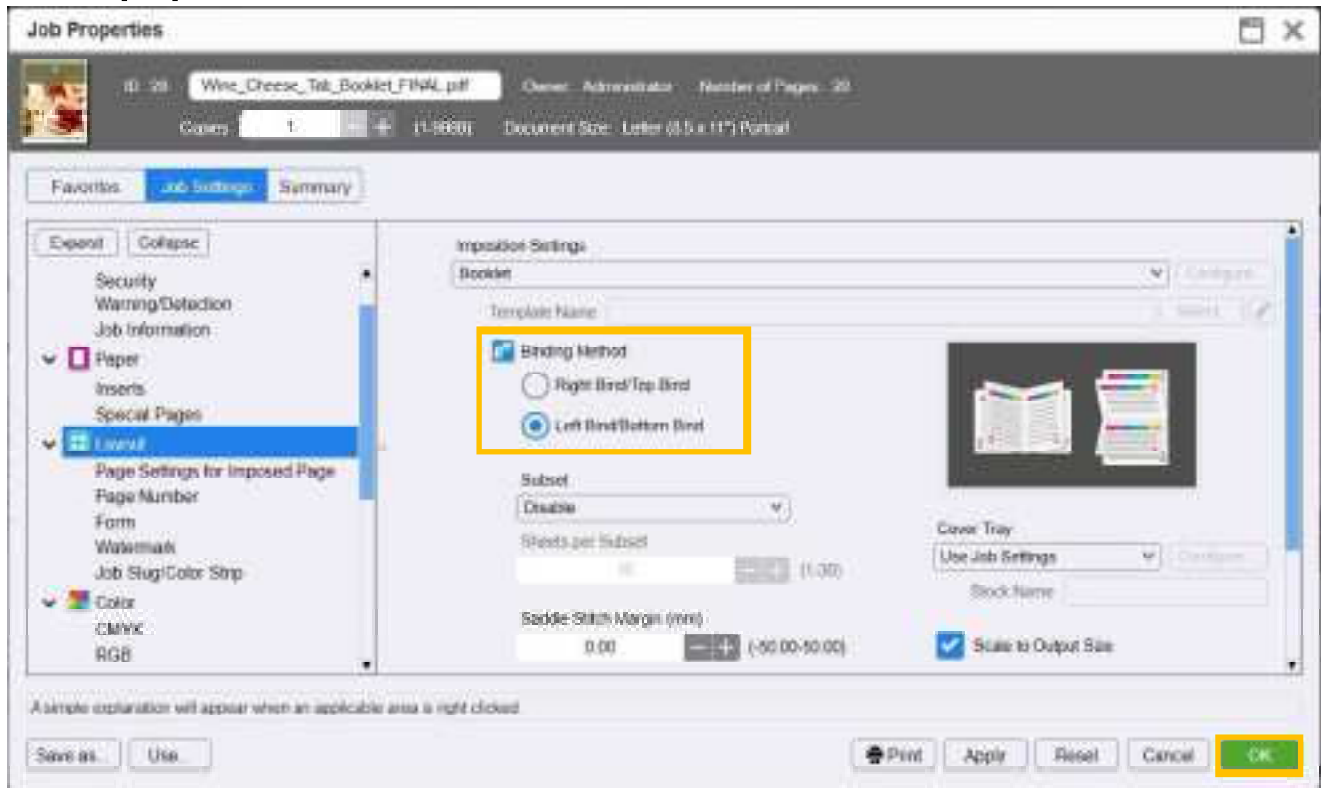 Job Properties
ID 20 Wine_Cheese_Tab_Booklet_FINAL.pdf Owner Administrator Number of Pages 20
Copies 1 (1-9999) Document Size Letter (8.5 x 11") Portrait
Favorites Job Settings Summary
Expand Collapse
Security
Warning/Detection
Job Information
Paper
Inserts
Special Pages
Layout
Page Settings for Imposed Page
Page Number
Form
Watermark
Job Slug/Color Strip
Color
CMYK
RGB
Imposition Settings
Booklet Configure...
Template Name Select...
Binding Method
Right Bind/Top Bind
Left Bind/Bottom Bind
Subset
Disable
Sheets per Subset
(1-30)
Saddle Stitch Margin (mm)
0.00 (-50.00-50.00)
Cover Tray
Use Job Settings Configure...
Stock Name
Scale to Output Size
A simple explanation will appear when an applicable area is right clicked
Save as... Use... Print Apply Reset Cancel OK